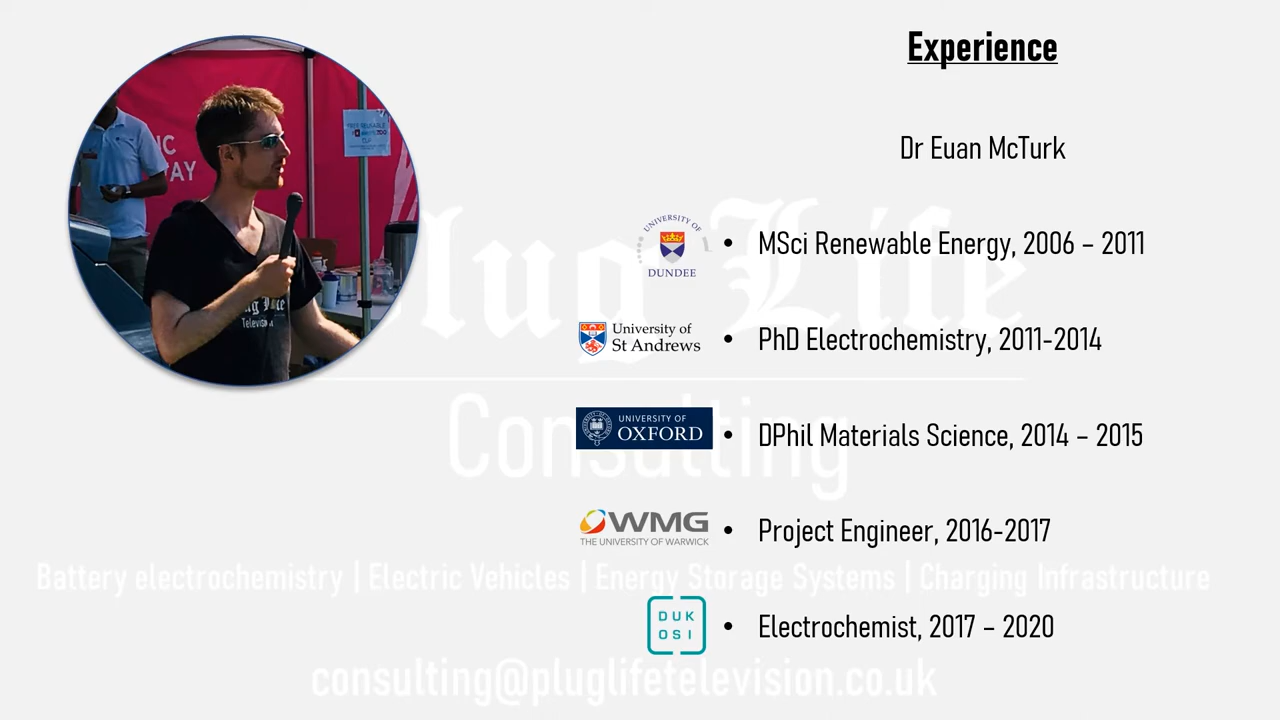 Experience
Dr Euan McTurk
UNIVERSITY OF
DUNDEE
• MSci Renewable Energy, 2006 – 2011
University of
St Andrews
• PhD Electrochemistry, 2011-2014
UNIVERSITY OF
OXFORD
• DPhil Materials Science, 2014 – 2015
WMG
THE UNIVERSITY OF WARWICK
• Project Engineer, 2016-2017
DUK
OSI
• Electrochemist, 2017 – 2020
Plug Life
Consulting
Battery electrochemistry | Electric Vehicles | Energy Storage Systems | Charging Infrastructure
consulting@pluglifetelevision.co.uk